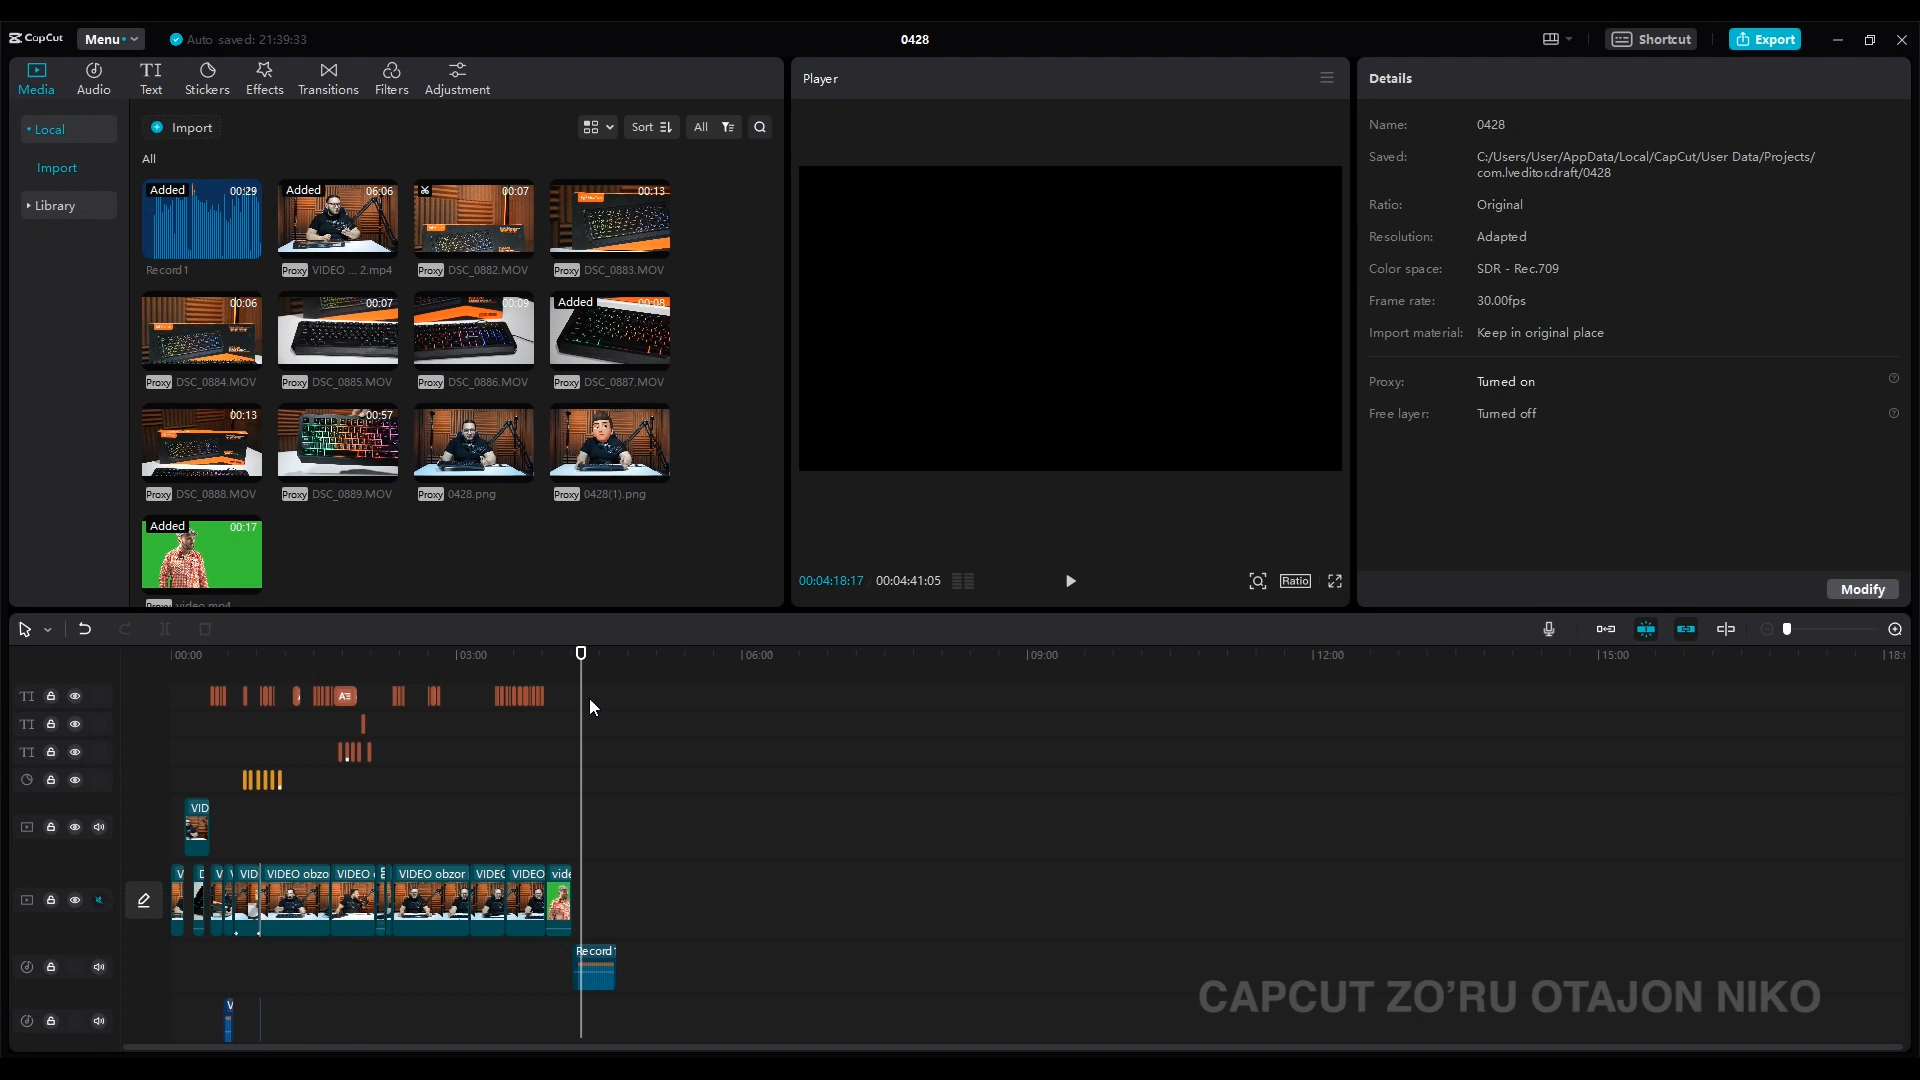 CapCut
Menu
Auto saved: 21:39:33
0428
Shortcut
Export
Media
Audio
Text
Stickers
Effects
Transitions
Filters
Adjustment
Player
Details
Local
Import
Library
Import
Sort
All
All
Added
00:29
Record1
Added
06:06
Proxy VIDEO ... 2.mp4
00:07
Proxy DSC_0882.MOV
00:13
Proxy DSC_0883.MOV
00:06
Proxy DSC_0884.MOV
00:07
Proxy DSC_0885.MOV
00:09
Proxy DSC_0886.MOV
Added
00:08
Proxy DSC_0887.MOV
00:13
Proxy DSC_0888.MOV
00:57
Proxy DSC_0889.MOV
Proxy 0428.png
Proxy 0428(1).png
Added
00:17
Proxy video.mp4
00:04:18:17
00:04:41:05
Ratio
Name: 0428
Saved: C:/Users/User/AppData/Local/CapCut/User Data/Projects/
com.lveditor.draft/0428
Ratio: Original
Resolution: Adapted
Color space: SDR - Rec.709
Frame rate: 30.00fps
Import material: Keep in original place
Proxy: Turned on
Free layer: Turned off
Modify
00:00
03:00
06:00
09:00
12:00
15:00
18:
VID
V
V
VID
VIDEO obzo
VIDEO
VIDEO obzor
VIDEC
VIDEO
vide
Record
V
CAPCUT ZO’RU OTAJON NIKO